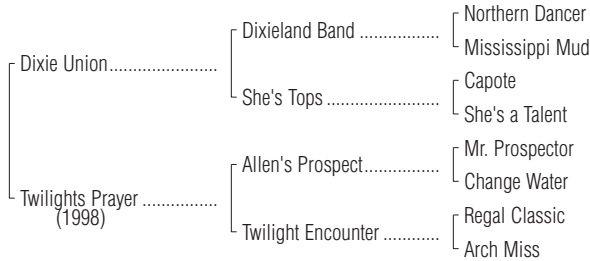 Northern Dancer
Dixieland Band ..................
Mississippi Mud
Dixie Union.......................
Capote
She's Tops ........................
She's a Talent
Mr. Prospector
Allen's Prospect................
Change Water
Twilights Prayer ................
(1998)
Regal Classic
Twilight Encounter ............
Arch Miss